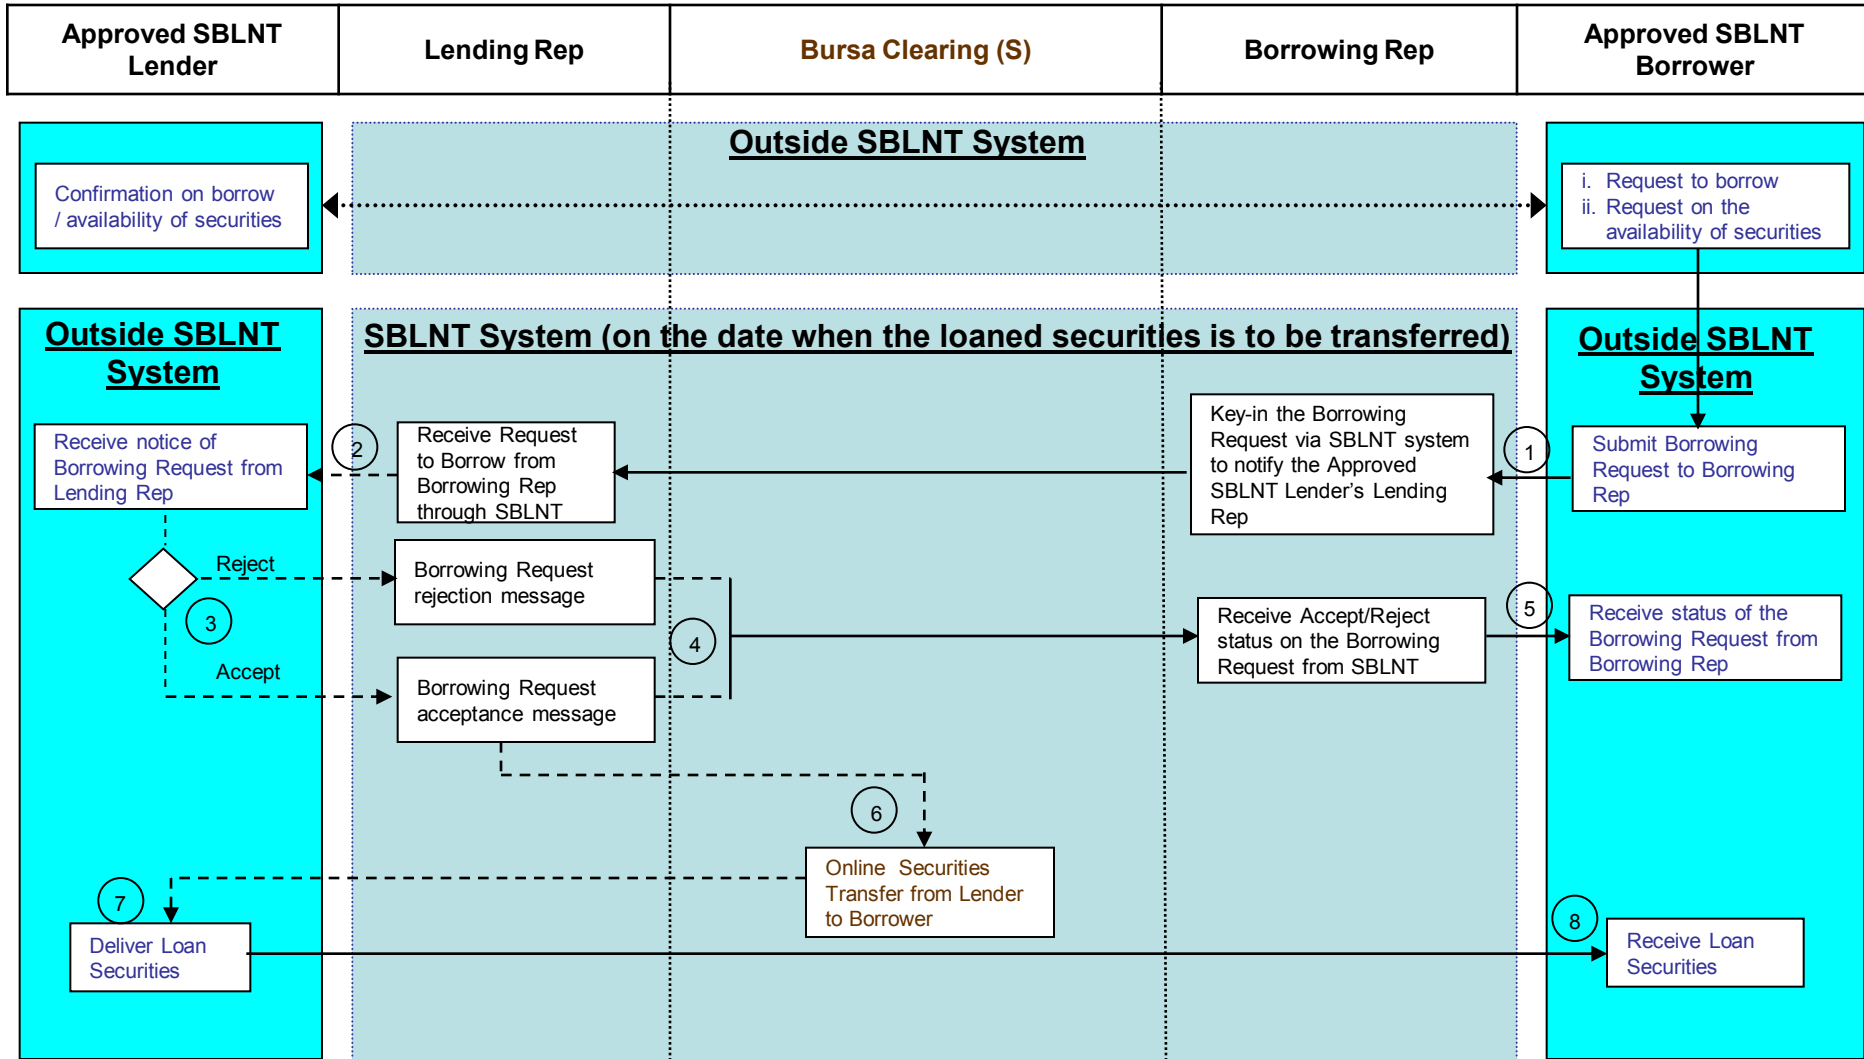 Approved SBLNT
Lender
Lending Rep
Bursa Clearing (S)
Borrowing Rep
Approved SBLNT
Borrower
Outside SBLNT System
Confirmation on borrow
/ availability of securities
i. Request to borrow
ii. Request on the
availability of securities
Outside SBLNT
System
SBLNT System (on the date when the loaned securities is to be transferred)
Outside SBLNT
System
Receive notice of
Borrowing Request from
Lending Rep
2
Receive Request
to Borrow from
Borrowing Rep
through SBLNT
Key-in the Borrowing
Request via SBLNT system
to notify the Approved
SBLNT Lender's Lending
Rep
1
Submit Borrowing
Request to Borrowing
Rep
Reject
3
Accept
Borrowing Request
rejection message
Borrowing Request
acceptance message
4
Receive Accept/Reject
status on the Borrowing
Request from SBLNT
5
Receive status of the
Borrowing Request from
Borrowing Rep
6
Online Securities
Transfer from Lender
to Borrower
7
Deliver Loan
Securities
8
Receive Loan
Securities